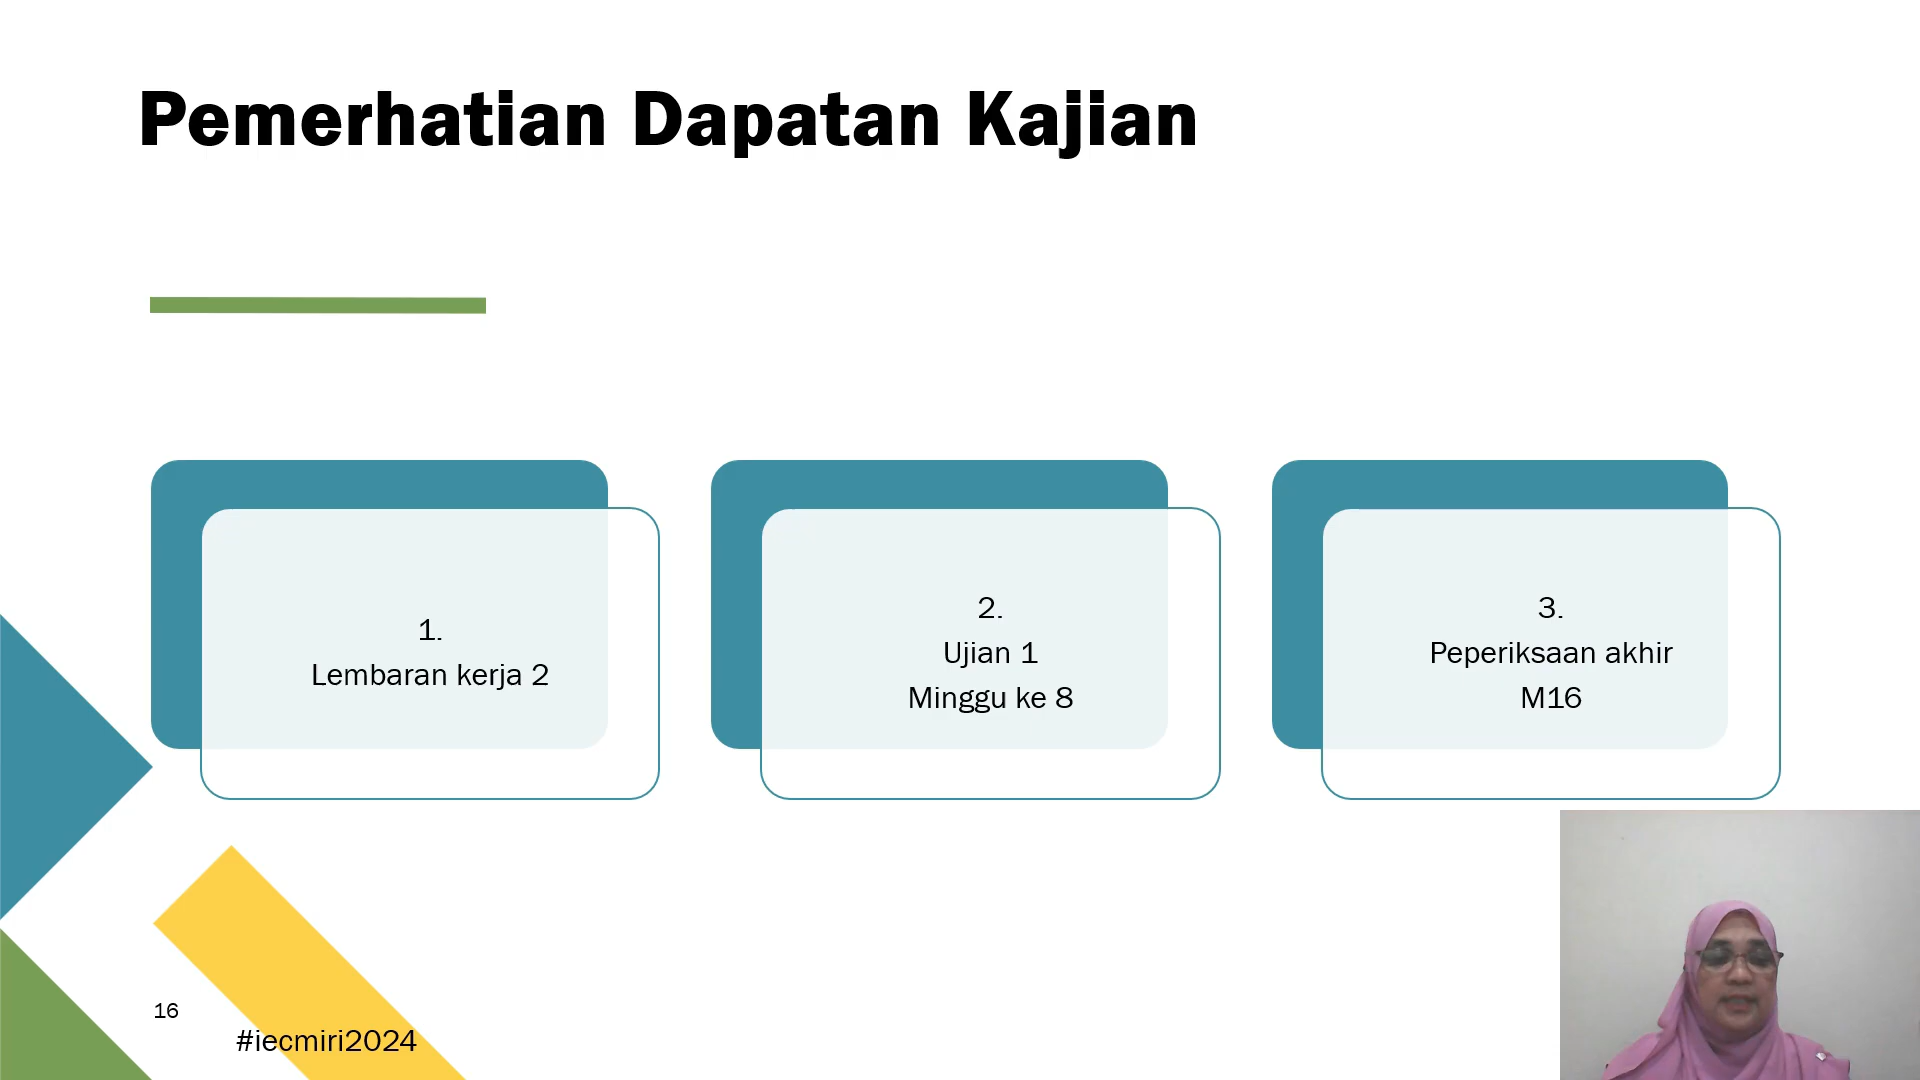 Pemerhatian Dapatan Kajian
1.
Lembaran kerja 2
2.
Ujian 1
Minggu ke 8
3.
Peperiksaan akhir
M16
16
#iecmiri2024